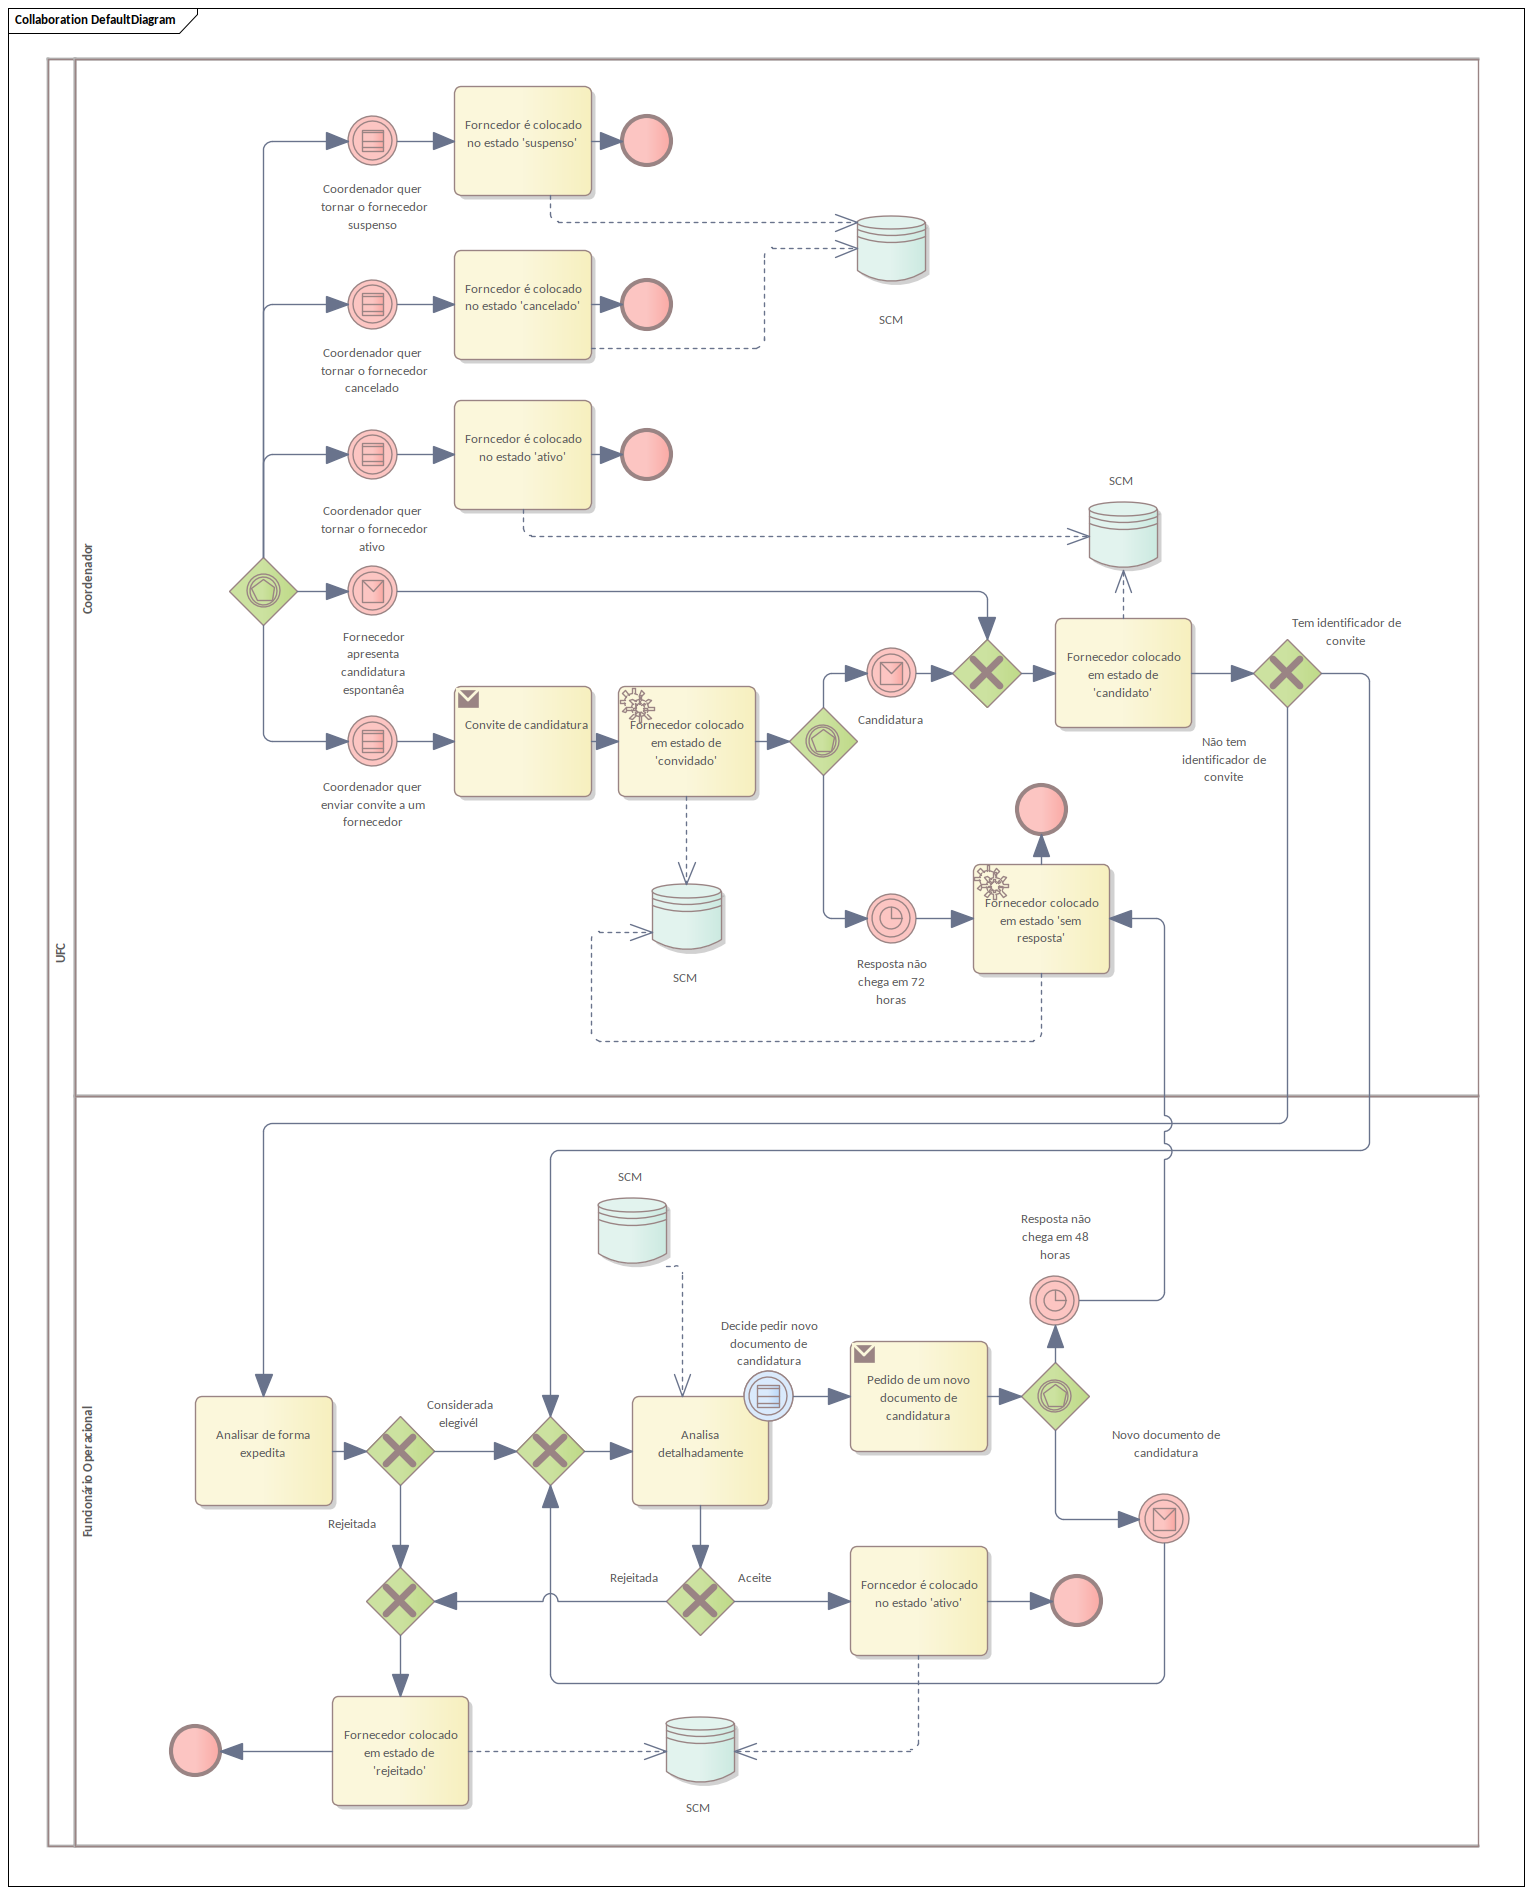 Collaboration DefaultDiagram
UFC
Coordenador
Forncedor é colocado
no estado 'suspenso'
Coordenador quer
tornar o fornecedor
suspenso
Forncedor é colocado
no estado 'cancelado'
SCM
Coordenador quer
tornar o fornecedor
cancelado
Forncedor é colocado
no estado 'ativo'
SCM
Coordenador quer
tornar o fornecedor
ativo
Fornecedor
apresenta
candidatura
espontanêa
Tem identificador de
convite
Fornecedor colocado
em estado de
'candidato'
Candidatura
Convite de candidatura
Fornecedor colocado
em estado de
'convidado'
Não tem
identificador de
convite
Coordenador quer
enviar convite a um
fornecedor
Fornecedor colocado
em estado 'sem
resposta'
Resposta não
chega em 72
horas
SCM
Funcionário Operacional
SCM
Resposta não
chega em 48
horas
Decide pedir novo
documento de
candidatura
Pedido de um novo
documento de
candidatura
Considerada
elegivél
Analisar de forma
expedita
Analisa
detalhadamente
Novo documento de
candidatura
Rejeitada
Rejeitada
Aceite
Forncedor é colocado
no estado 'ativo'
Fornecedor colocado
em estado de
'rejeitado'
SCM